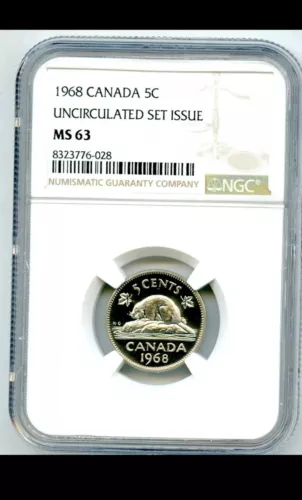 1968 CANADA 5C
UNCIRCULATED SET ISSUE
MS 63
8323776-028
NUMISMATIC GUARANTY COMPANY
NGC
5 CENTS
K G
CANADA
1968